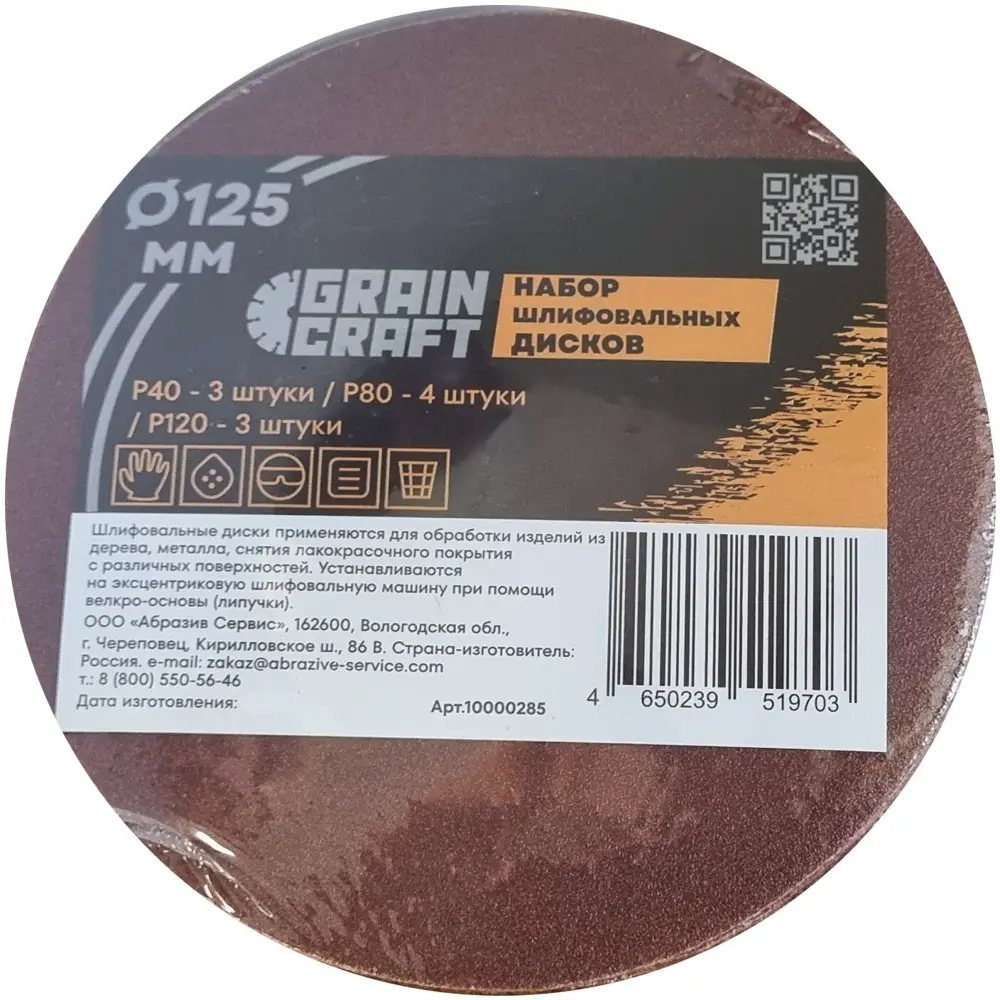 Ø125
мм
GRAIN
CRAFT
НАБОР
ШЛИФОВАЛЬНЫХ
ДИСКОВ
P40 - 3 штуки / P80 - 4 штуки
/ P120 - 3 штуки
Шлифовальные диски применяются для обработки изделий из
дерева, металла, снятия лакокрасочного покрытия
с различных поверхностей. Устанавливаются
на эксцентриковую шлифовальную машину при помощи
велкро-основы (липучки).
ООО «Абразив Сервис», 162600, Вологодская обл.,
г. Череповец, Кирилловское ш., 86 В. Страна-изготовитель:
Россия. e-mail: zakaz@abrazive-service.com
т.: 8 (800) 550-56-46
Дата изготовления:
Арт.10000285
4 650239 519703